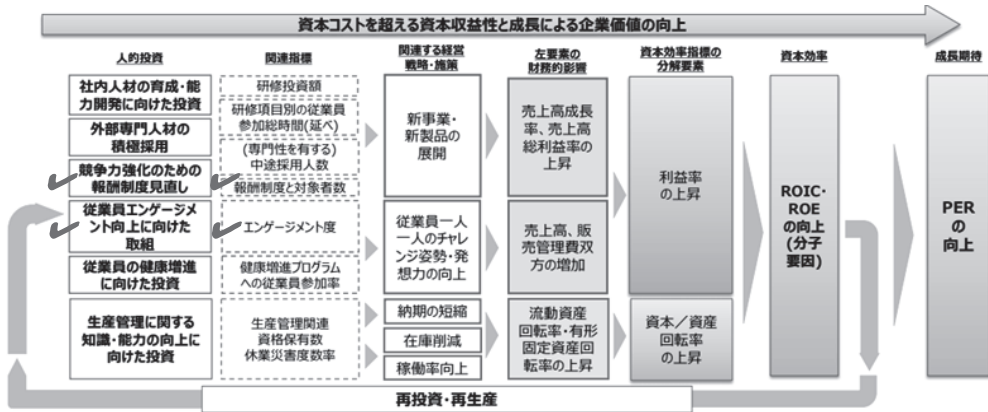 資本コストを超える資本収益性と成長による企業価値の向上
人的投資
関連指標
関連する経営
戦略・施策
左要素の
財務的影響
資本効率指標の
分解要素
資本効率
成長期待
社内人材の育成・能
力開発に向けた投資
外部専門人材の
積極採用
競争力強化のための
報酬制度見直し
従業員エンゲージメ
ント向上に向けた
取組
従業員の健康増進
に向けた投資
生産管理に関する
知識・能力の向上に
向けた投資
研修投資額
研修項目別の従業員
参加総時間(延べ)
(専門性を有する)
中途採用人数
報酬制度と対象者数
エンゲージメント度
健康増進プログラム
への従業員参加率
生産管理関連
資格保有数
休業災害度数率
新事業・
新製品の
展開
従業員一人
一人のチャレ
ンジ姿勢・発
想力の向上
納期の短縮
在庫削減
稼働率向上
売上高成長
率、売上高
総利益率の
上昇
売上高、販
売管理費双
方の増加
流動資産
回転率・有形
固定資産回
転率の上昇
利益率
の上昇
資本／資産
回転率
の上昇
ROIC・
ROE
の向上
(分子
要因)
PER
の
向上
再投資・再生産